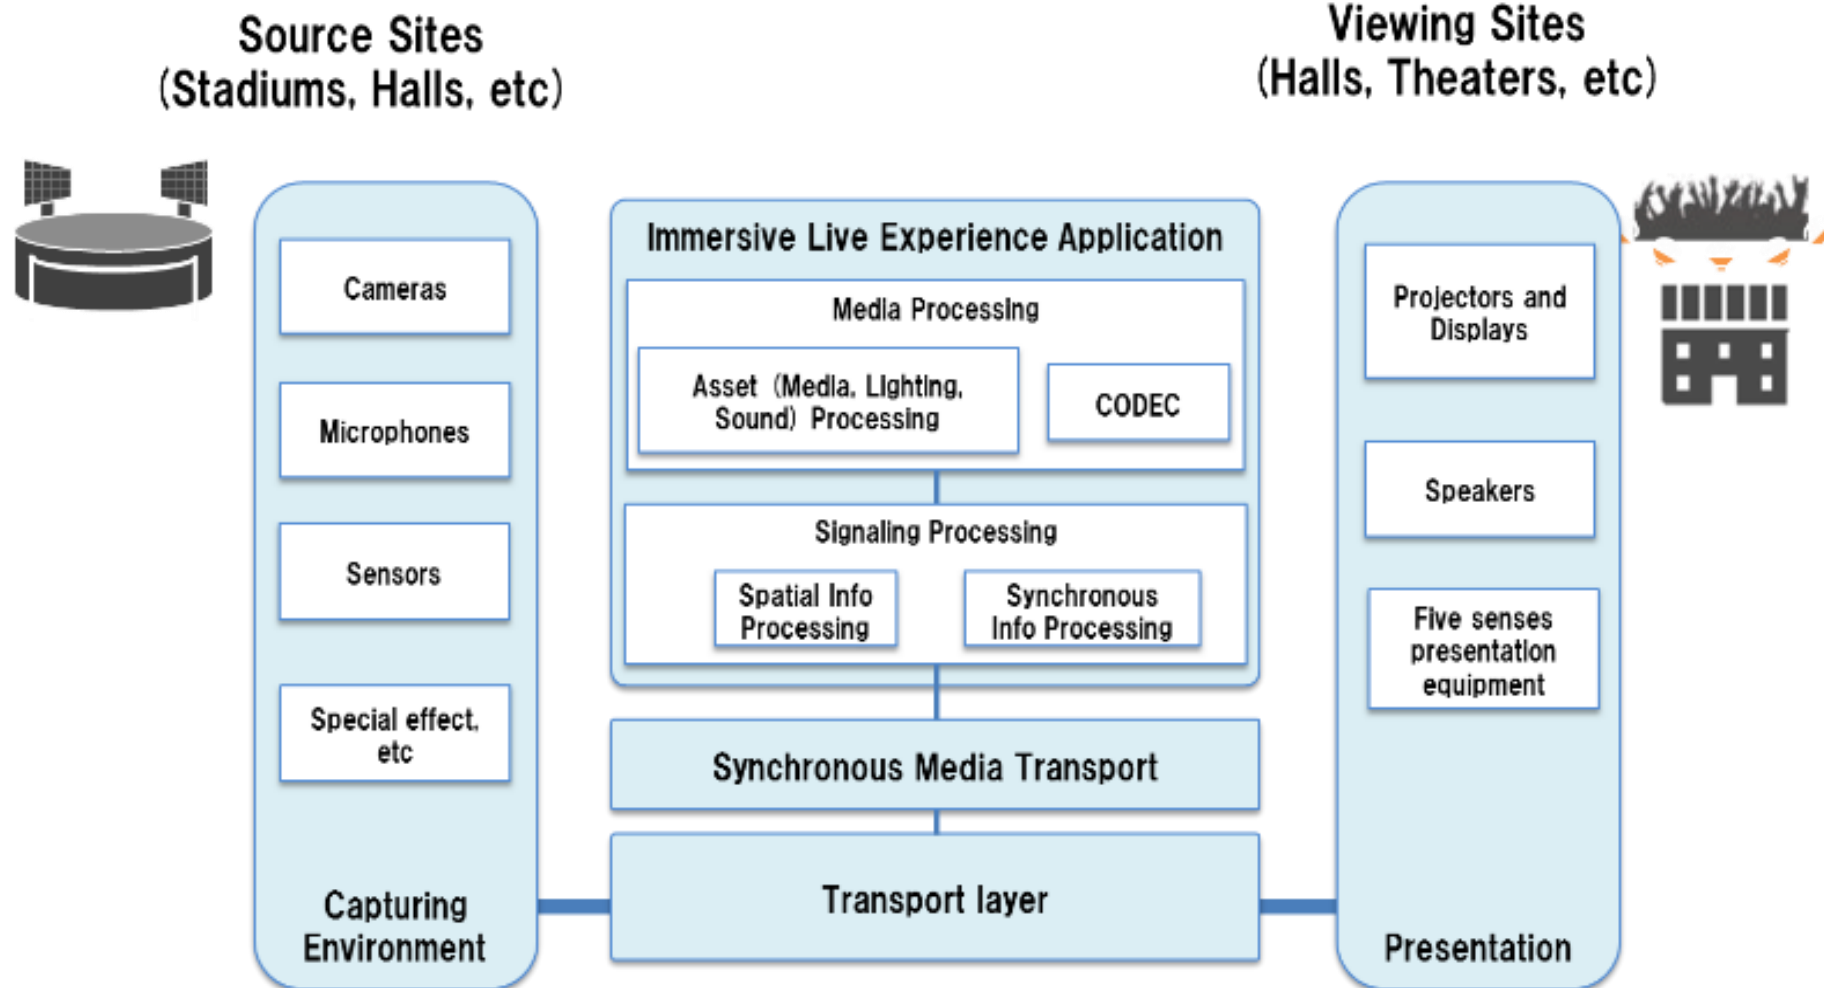 Source Sites
(Stadiums, Halls, etc)
Viewing Sites
(Halls, Theaters, etc)
Cameras
Microphones
Sensors
Special effect,
etc
Capturing
Environment
Immersive Live Experience Application
Media Processing
Asset (Media, Lighting,
Sound) Processing
CODEC
Signaling Processing
Spatial Info
Processing
Synchronous
Info Processing
Synchronous Media Transport
Transport layer
Projectors and
Displays
Speakers
Five senses
presentation
equipment
Presentation